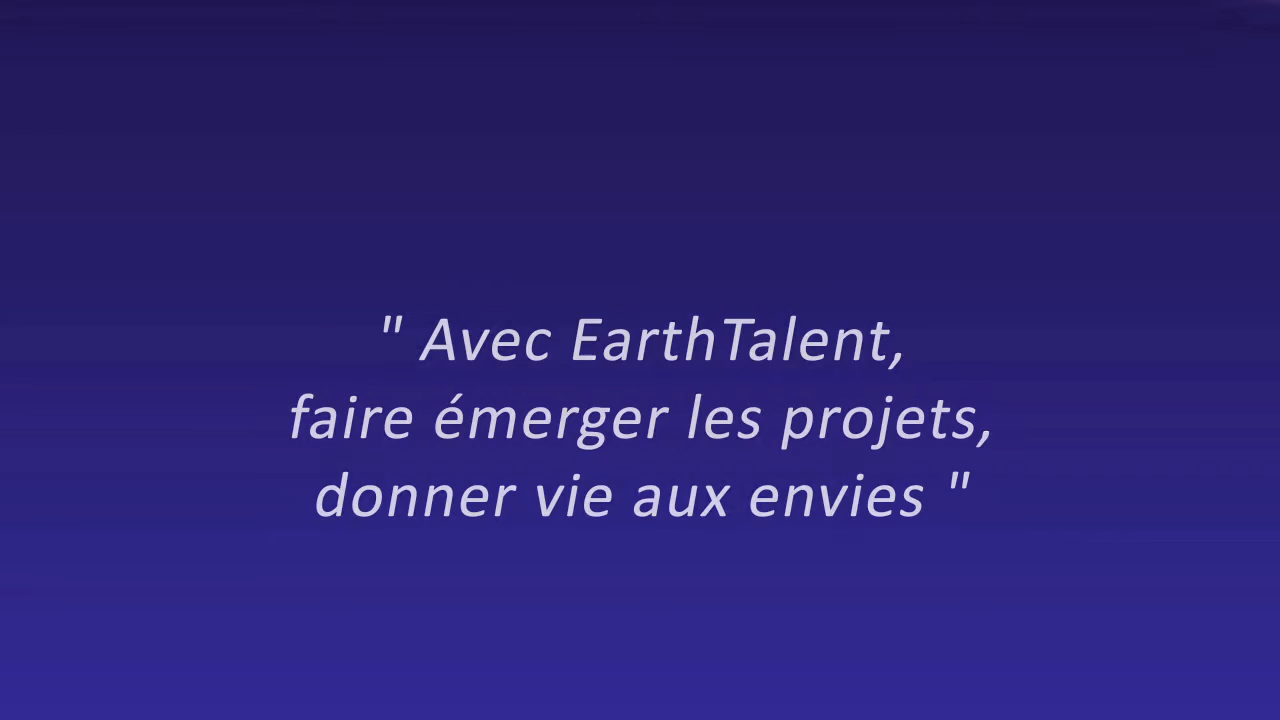 " Avec EarthTalent,
faire émerger les projets,
donner vie aux envies "